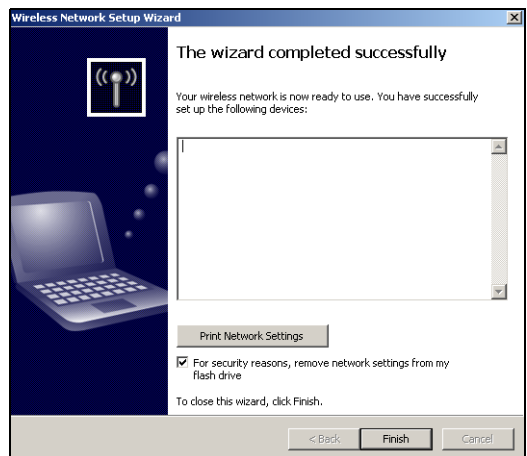 Wireless Network Setup Wizard
The wizard completed successfully
Your wireless network is now ready to use. You have successfully
set up the following devices:
Print Network Settings
For security reasons, remove network settings from my
flash drive
To close this wizard, click Finish.
< Back
Finish
Cancel